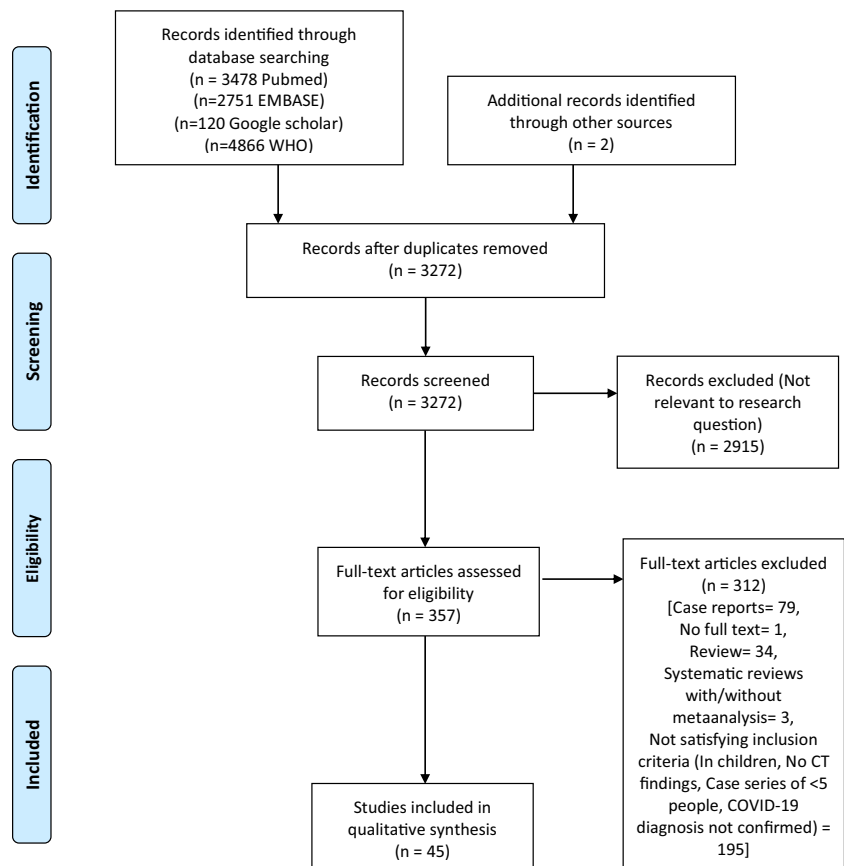 Identification
Records identified through
database searching
(n = 3478 Pubmed)
(n=2751 EMBASE)
(n=120 Google scholar)
(n=4866 WHO)
Additional records identified
through other sources
(n = 2)
Records after duplicates removed
(n = 3272)
Screening
Records screened
(n = 3272)
Records excluded (Not
relevant to research
question)
(n = 2915)
Eligibility
Full-text articles assessed
for eligibility
(n = 357)
Full-text articles excluded
(n = 312)
[Case reports= 79,
No full text= 1,
Review= 34,
Systematic reviews
with/without
metaanalysis= 3,
Not satisfying inclusion
criteria (In children, No CT
findings, Case series of <5
people, COVID-19
diagnosis not confirmed) =
195]
Included
Studies included in
qualitative synthesis
(n = 45)